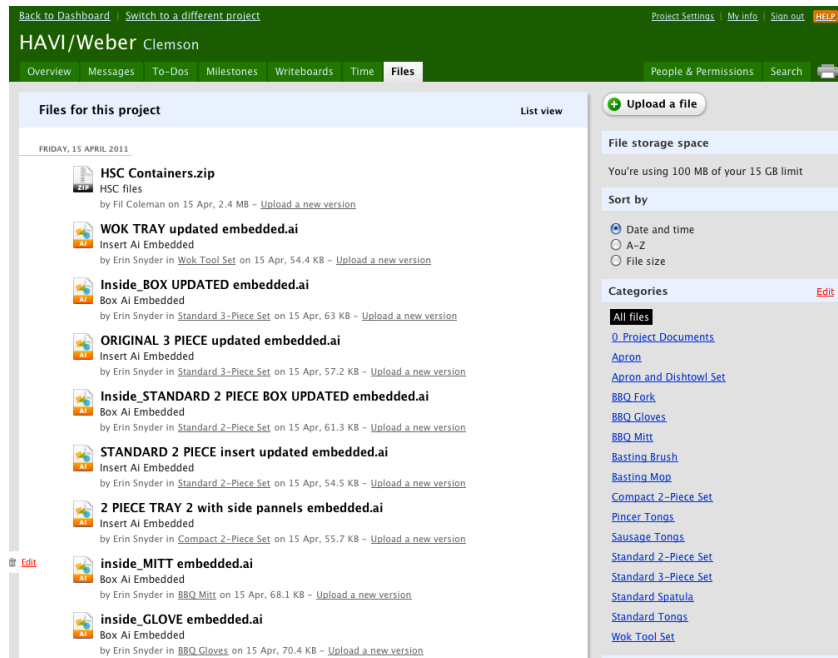 Back to Dashboard | Switch to a different project
Project Settings | My info | Sign out HELP
HAVI/Weber Clemson
Overview Messages To-Dos Milestones Writeboards Time Files People & Permissions Search
Files for this project List view
FRIDAY, 15 APRIL 2011
ZIP
HSC Containers.zip
HSC files
by Fil Coleman on 15 Apr, 2.4 MB – Upload a new version
AI
WOK TRAY updated embedded.ai
Insert Ai Embedded
by Erin Snyder in Wok Tool Set on 15 Apr, 54.4 KB – Upload a new version
AI
Inside_BOX UPDATED embedded.ai
Box Ai Embedded
by Erin Snyder in Standard 3-Piece Set on 15 Apr, 63 KB – Upload a new version
AI
ORIGINAL 3 PIECE updated embedded.ai
Insert Ai Embedded
by Erin Snyder in Standard 3-Piece Set on 15 Apr, 57.2 KB – Upload a new version
AI
Inside_STANDARD 2 PIECE BOX UPDATED embedded.ai
Box Ai Embedded
by Erin Snyder in Standard 2-Piece Set on 15 Apr, 61.3 KB – Upload a new version
AI
STANDARD 2 PIECE insert updated embedded.ai
Insert Ai Embedded
by Erin Snyder in Standard 2-Piece Set on 15 Apr, 54.5 KB – Upload a new version
AI
2 PIECE TRAY 2 with side pannels embedded.ai
Insert Ai Embedded
by Erin Snyder in Compact 2-Piece Set on 15 Apr, 55.7 KB – Upload a new version
Edit
AI
inside_MITT embedded.ai
Box Ai Embedded
by Erin Snyder in BBQ Mitt on 15 Apr, 68.1 KB – Upload a new version
AI
inside_GLOVE embedded.ai
Box Ai Embedded
by Erin Snyder in BBQ Gloves on 15 Apr, 70.4 KB – Upload a new version
Upload a file
File storage space
You're using 100 MB of your 15 GB limit
Sort by
Date and time
A-Z
File size
Categories Edit
All files
0 Project Documents
Apron
Apron and Dishtowl Set
BBQ Fork
BBQ Gloves
BBQ Mitt
Basting Brush
Basting Mop
Compact 2-Piece Set
Pincer Tongs
Sausage Tongs
Standard 2-Piece Set
Standard 3-Piece Set
Standard Spatula
Standard Tongs
Wok Tool Set